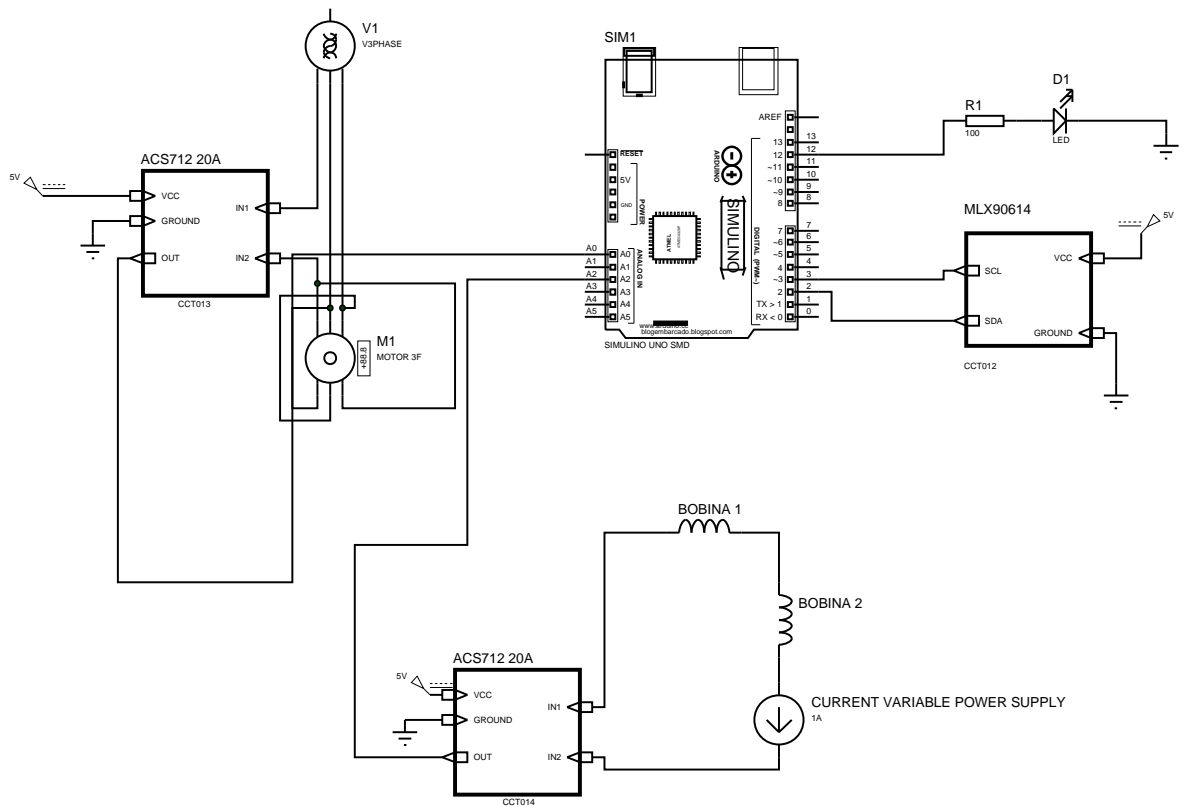 V1
V3PHASE
SIM1
D1
LED
R1
100
ACS712 20A
5V
VCC
GROUND
OUT
IN1
IN2
CCT013
M1
MOTOR 3F
+88.8
RESET
5V
GND
POWER
A0
A1
A2
A3
A4
A5
A0
A1
A2
A3
A4
A5
ANALOG IN
ATMEL
ARDUINO
SIMULINO
DIGITAL (PWM~)
AREF
13
12
~11
~10
~9
8
7
~6
~5
4
~3
2
TX > 1
RX < 0
13
12
11
10
9
8
7
6
5
4
3
2
1
0
www.arduino.cc
blogembarcado.blogspot.com
SIMULINO UNO SMD
MLX90614
SCL
SDA
VCC
GROUND
5V
CCT012
BOBINA 1
BOBINA 2
CURRENT VARIABLE POWER SUPPLY
1A
ACS712 20A
5V
VCC
GROUND
OUT
IN1
IN2
CCT014